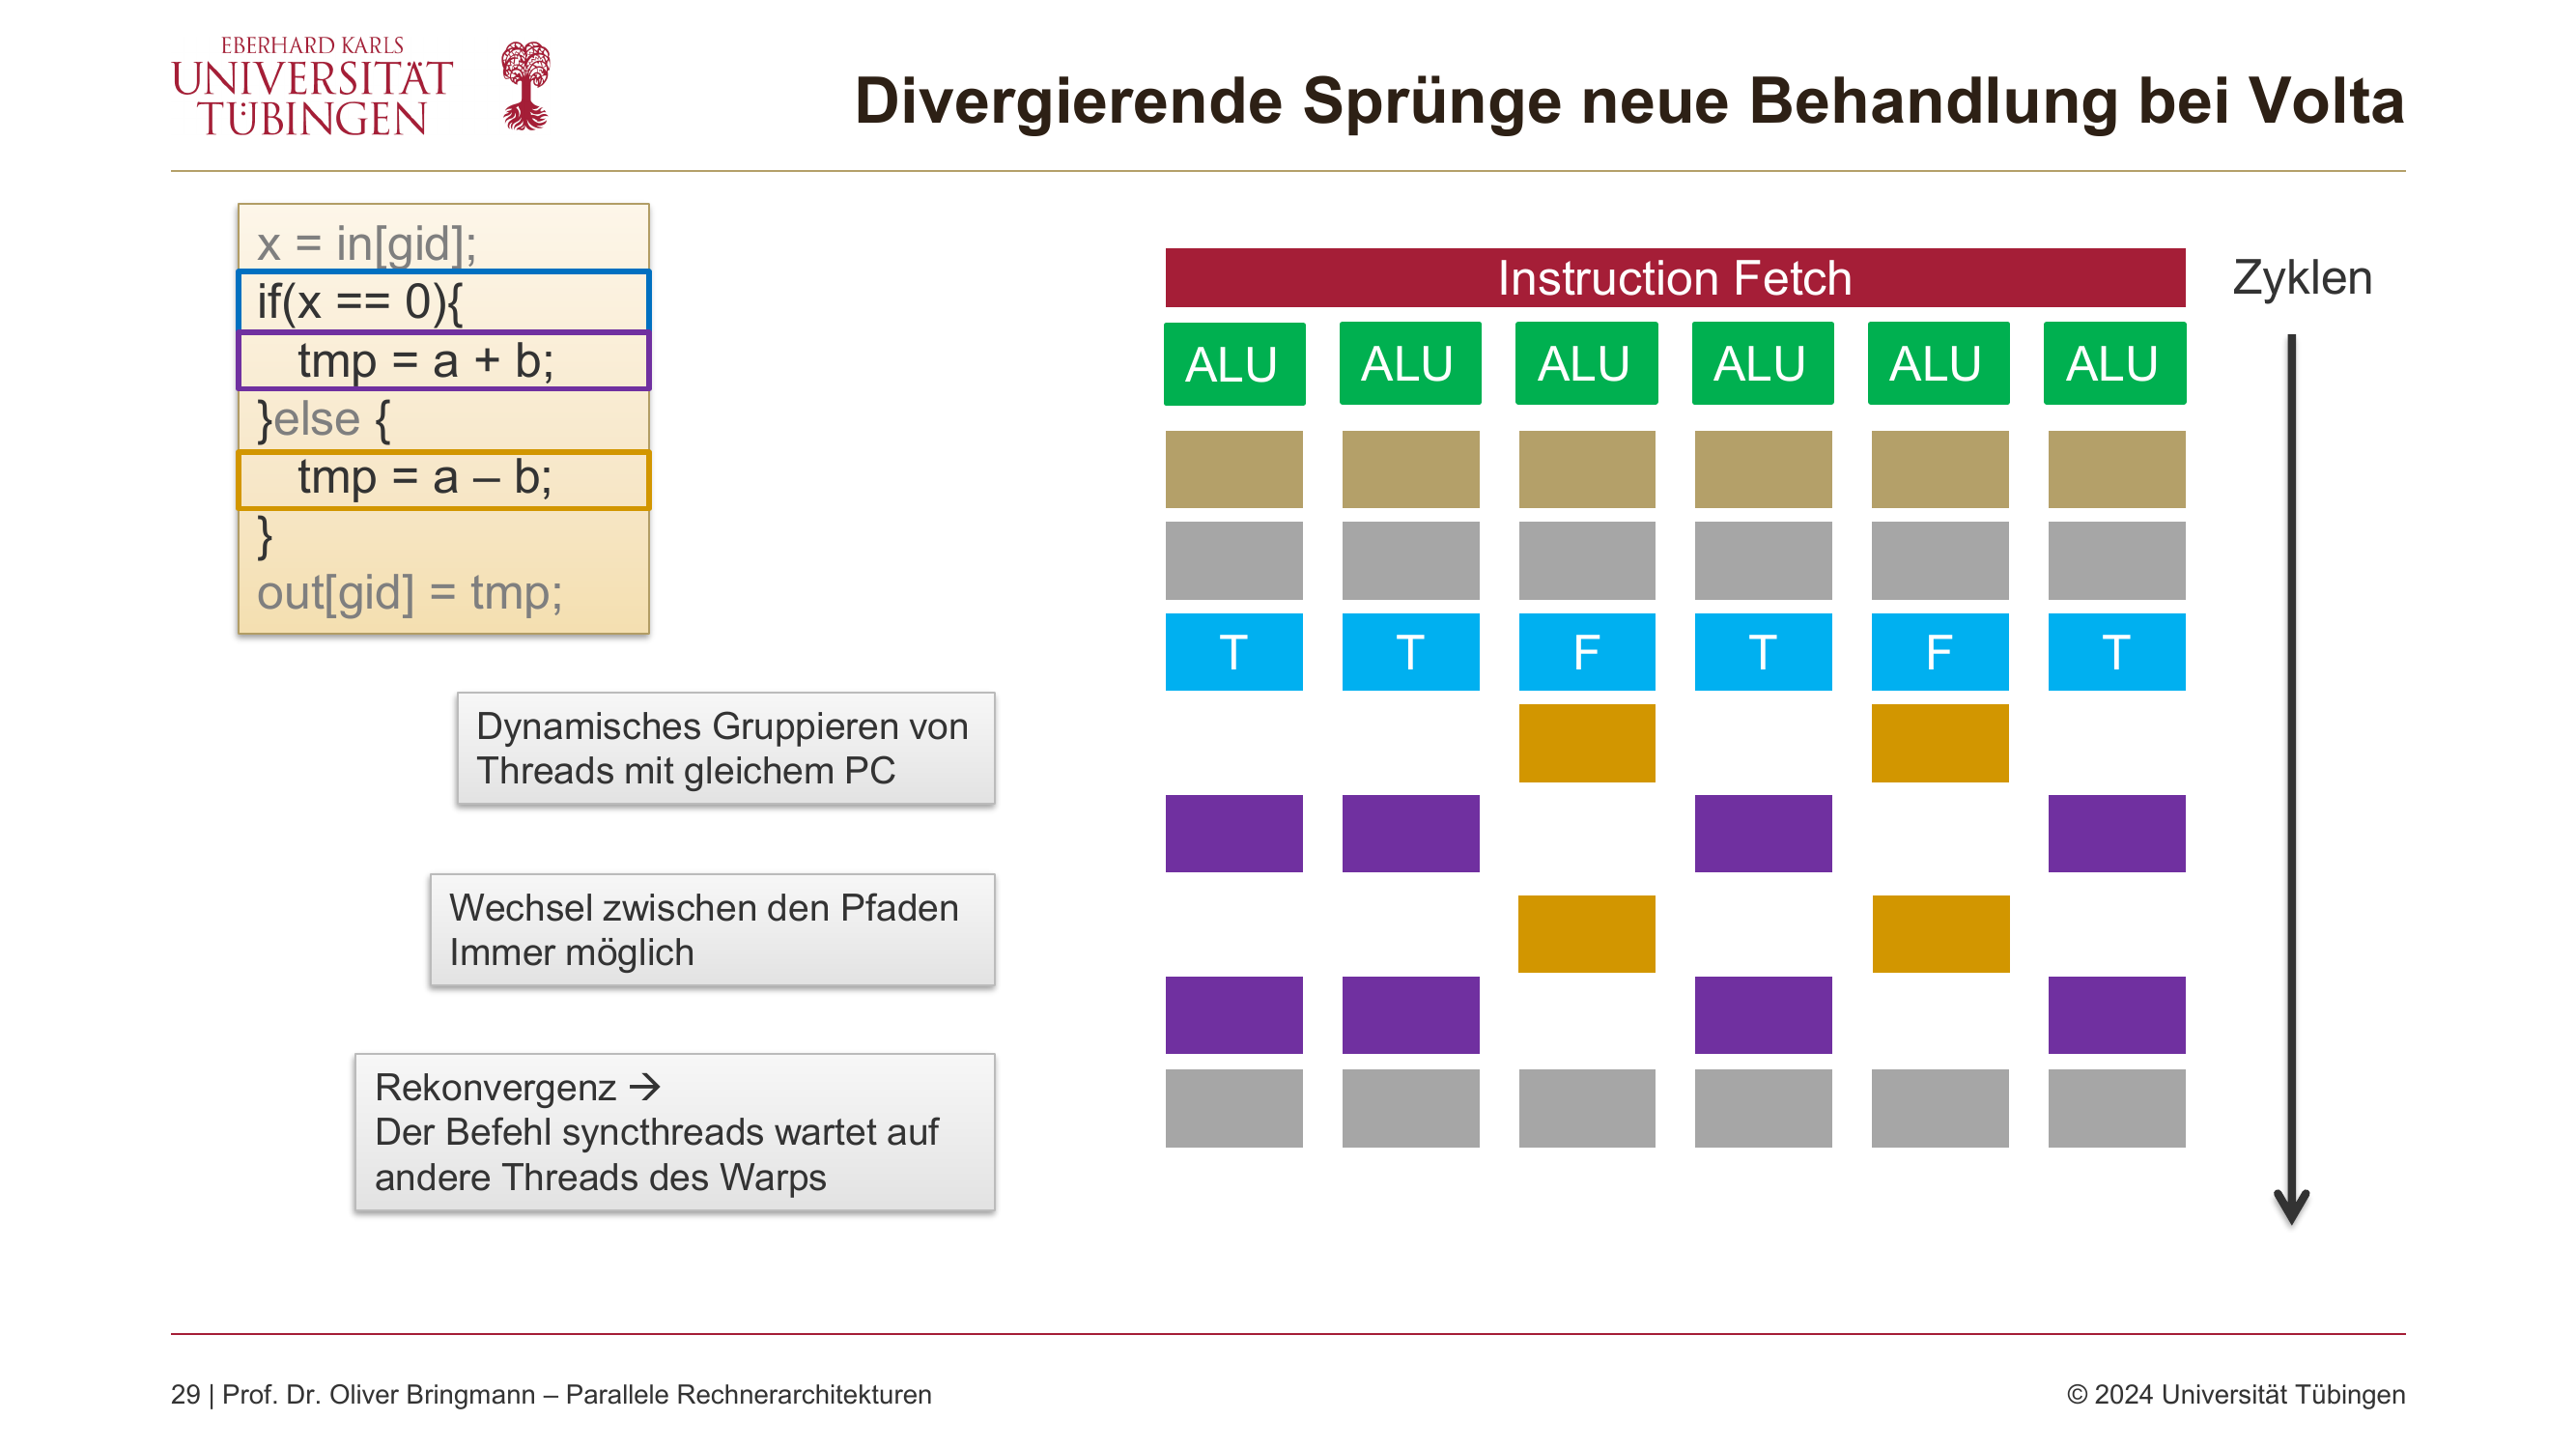 EBERHARD KARLS
UNIVERSITÄT
TÜBINGEN
Divergierende Sprünge neue Behandlung bei Volta
x = in[gid];
if(x == 0){
tmp = a + b;
}else {
tmp = a – b;
}
out[gid] = tmp;
Dynamisches Gruppieren von
Threads mit gleichem PC
Wechsel zwischen den Pfaden
Immer möglich
Rekonvergenz →
Der Befehl syncthreads wartet auf
andere Threads des Warps
Instruction Fetch
Zyklen
ALU ALU ALU ALU ALU ALU
T T F T F T
29 | Prof. Dr. Oliver Bringmann – Parallele Rechnerarchitekturen
© 2024 Universität Tübingen